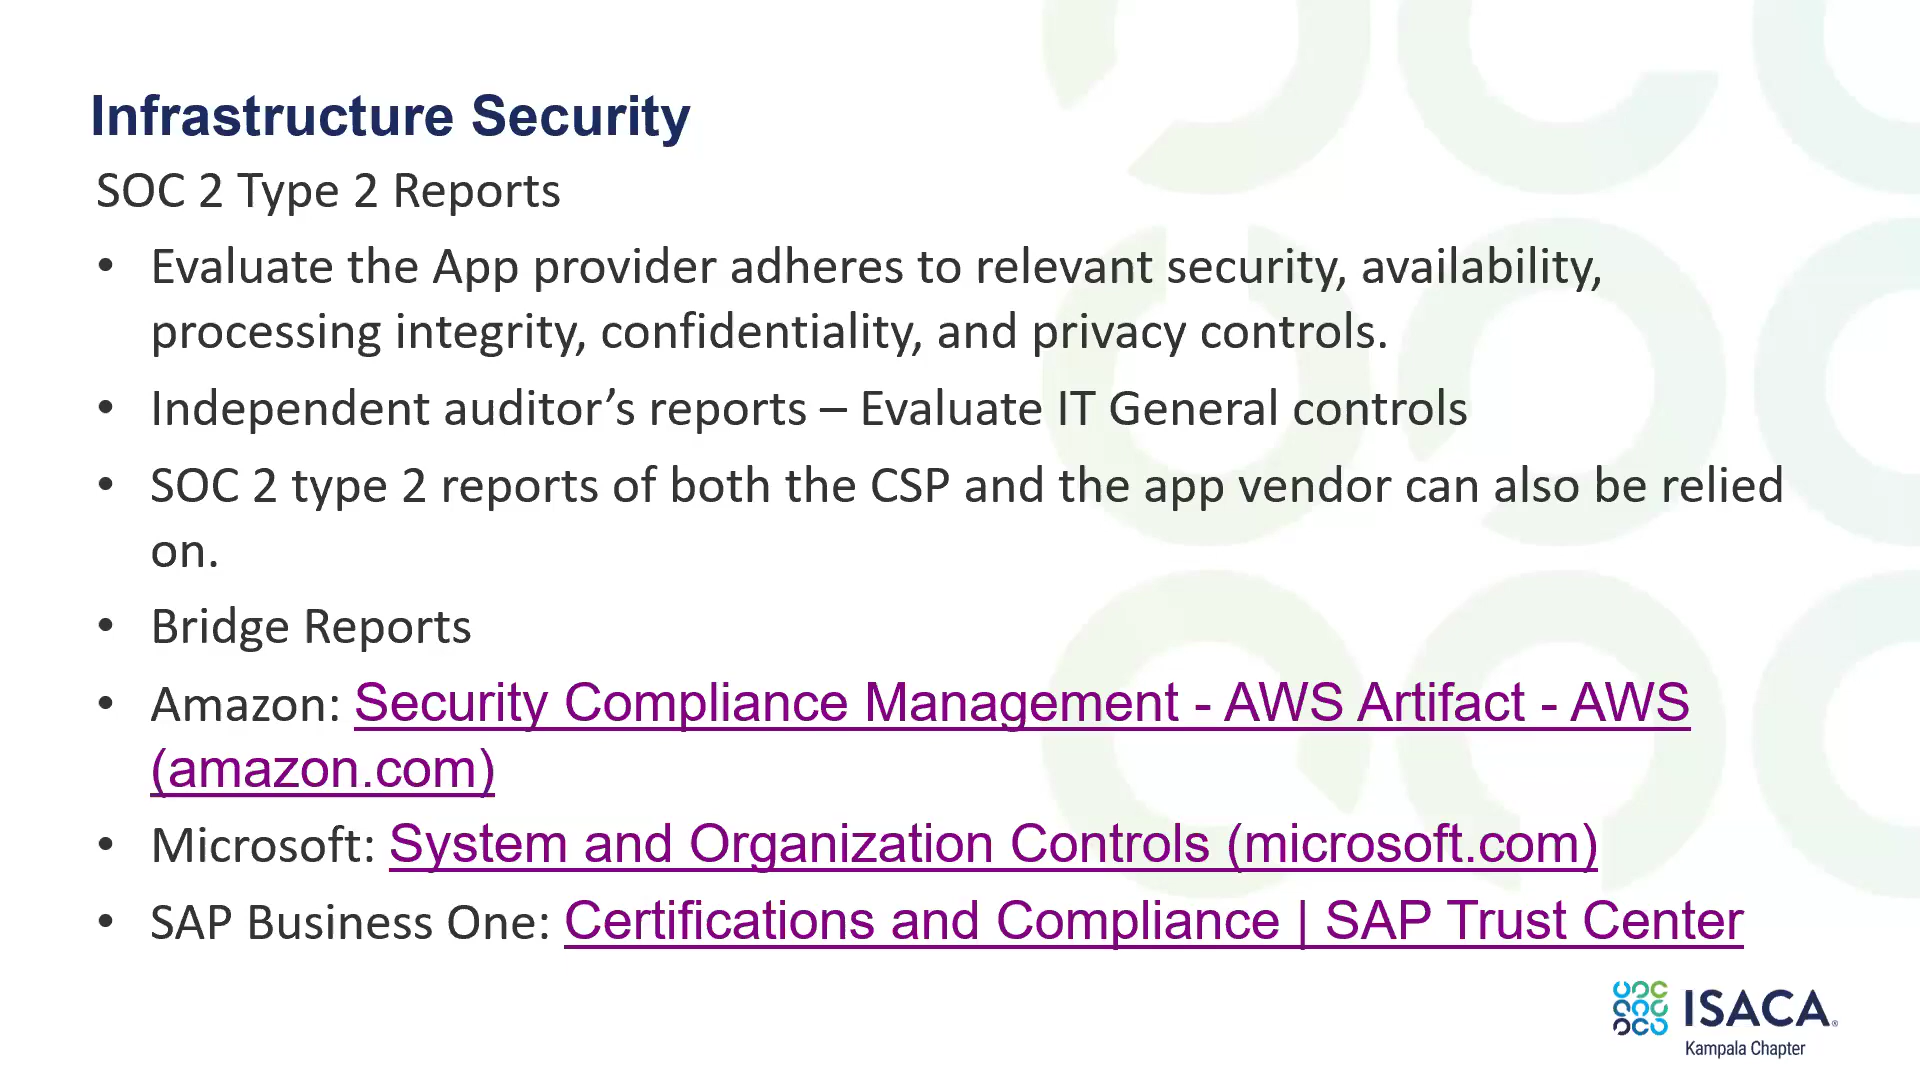 Infrastructure Security
SOC 2 Type 2 Reports
• Evaluate the App provider adheres to relevant security, availability,
processing integrity, confidentiality, and privacy controls.
• Independent auditor’s reports – Evaluate IT General controls
• SOC 2 type 2 reports of both the CSP and the app vendor can also be relied
on.
• Bridge Reports
• Amazon: Security Compliance Management - AWS Artifact - AWS
(amazon.com)
• Microsoft: System and Organization Controls (microsoft.com)
• SAP Business One: Certifications and Compliance | SAP Trust Center
ISACA®
Kampala Chapter